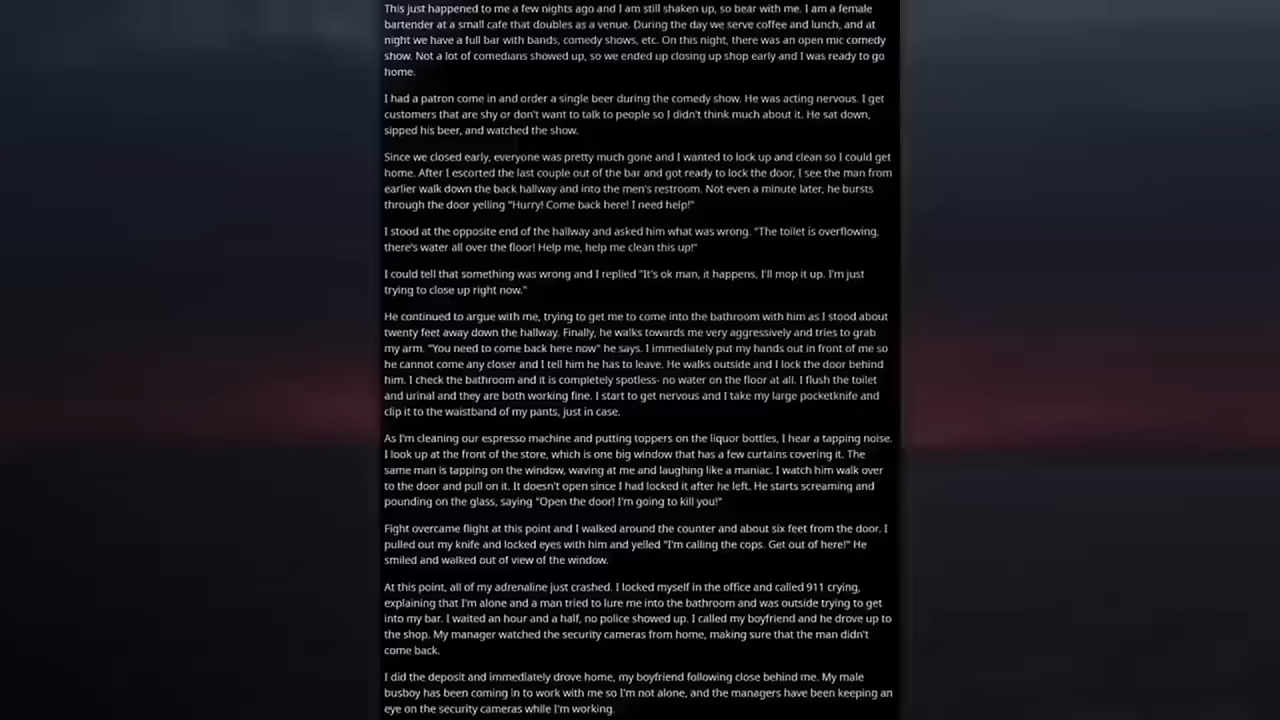 This just happened to me a few nights ago and I am still shaken up, so bear with me. I am a female
bartender at a small cafe that doubles as a venue. During the day we serve coffee and lunch, and at
night we have a full bar with bands, comedy shows, etc. On this night, there was an open mic comedy
show. Not a lot of comedians showed up, so we ended up closing up shop early and I was ready to go
home.
I had a patron come in and order a single beer during the comedy show. He was acting nervous. I get
customers that are shy or don't want to talk to people so I didn't think much about it. He sat down,
sipped his beer, and watched the show.
Since we closed early, everyone was pretty much gone and I wanted to lock up and clean so I could get
home. After I escorted the last couple out of the bar and got ready to lock the door, I see the man from
earlier walk down the back hallway and into the men's restroom. Not even a minute later, he bursts
through the door yelling "Hurry! Come back here! I need help!"
I stood at the opposite end of the hallway and asked him what was wrong. "The toilet is overflowing,
there's water all over the floor! Help me, help me clean this up!"
I could tell that something was wrong and I replied "It's ok man, it happens, I'll mop it up. I'm just
trying to close up right now."
He continued to argue with me, trying to get me to come into the bathroom with him as I stood about
twenty feet away down the hallway. Finally, he walks towards me very aggressively and tries to grab
my arm. "You need to come back here now" he says. I immediately put my hands out in front of me so
he cannot come any closer and I tell him he has to leave. He walks outside and I lock the door behind
him. I check the bathroom and it is completely spotless- no water on the floor at all. I flush the toilet
and urinal and they are both working fine. I start to get nervous and I take my large pocketknife and
clip it to the waistband of my pants, just in case.
As I'm cleaning our espresso machine and putting toppers on the liquor bottles, I hear a tapping noise.
I look up at the front of the store, which is one big window that has a few curtains covering it. The
same man is tapping on the window, waving at me and laughing like a maniac. I watch him walk over
to the door and pull on it. It doesn't open since I had locked it after he left. He starts screaming and
pounding on the glass, saying "Open the door! I'm going to kill you!"
Fight overcame flight at this point and I walked around the counter and about six feet from the door. I
pulled out my knife and locked eyes with him and yelled "I'm calling the cops. Get out of here!" He
smiled and walked out of view of the window.
At this point, all of my adrenaline just crashed. I locked myself in the office and called 911 crying,
explaining that I'm alone and a man tried to lure me into the bathroom and was outside trying to get
into my bar. I waited an hour and a half, no police showed up. I called my boyfriend and he drove up to
the shop. My manager watched the security cameras from home, making sure that the man didn't
come back.
I did the deposit and immediately drove home, my boyfriend following close behind me. My male
busboy has been coming in to work with me so I'm not alone, and the managers have been keeping an
eye on the security cameras while I'm working.